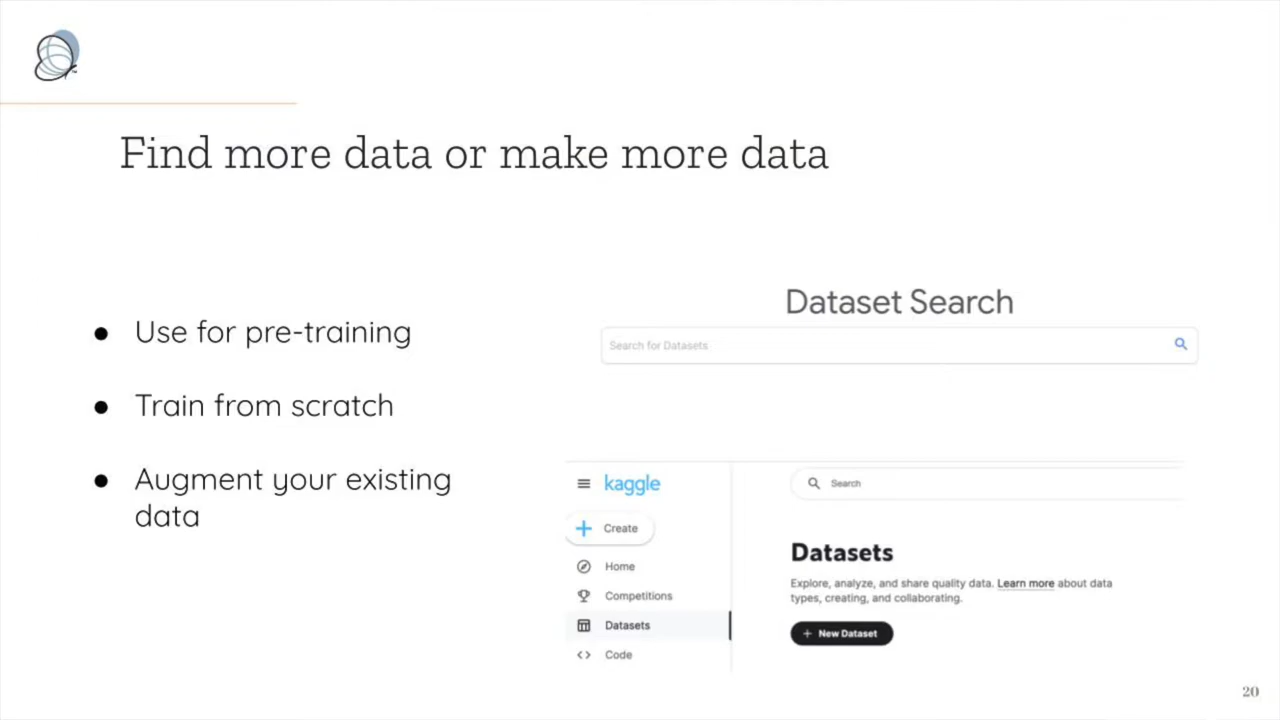 Find more data or make more data
● Use for pre-training
● Train from scratch
● Augment your existing
data
Dataset Search
Search for Datasets
kaggle
Create
Home
Competitions
Datasets
Code
Search
Datasets
Explore, analyze, and share quality data. Learn more about data
types, creating, and collaborating.
+ New Dataset
20